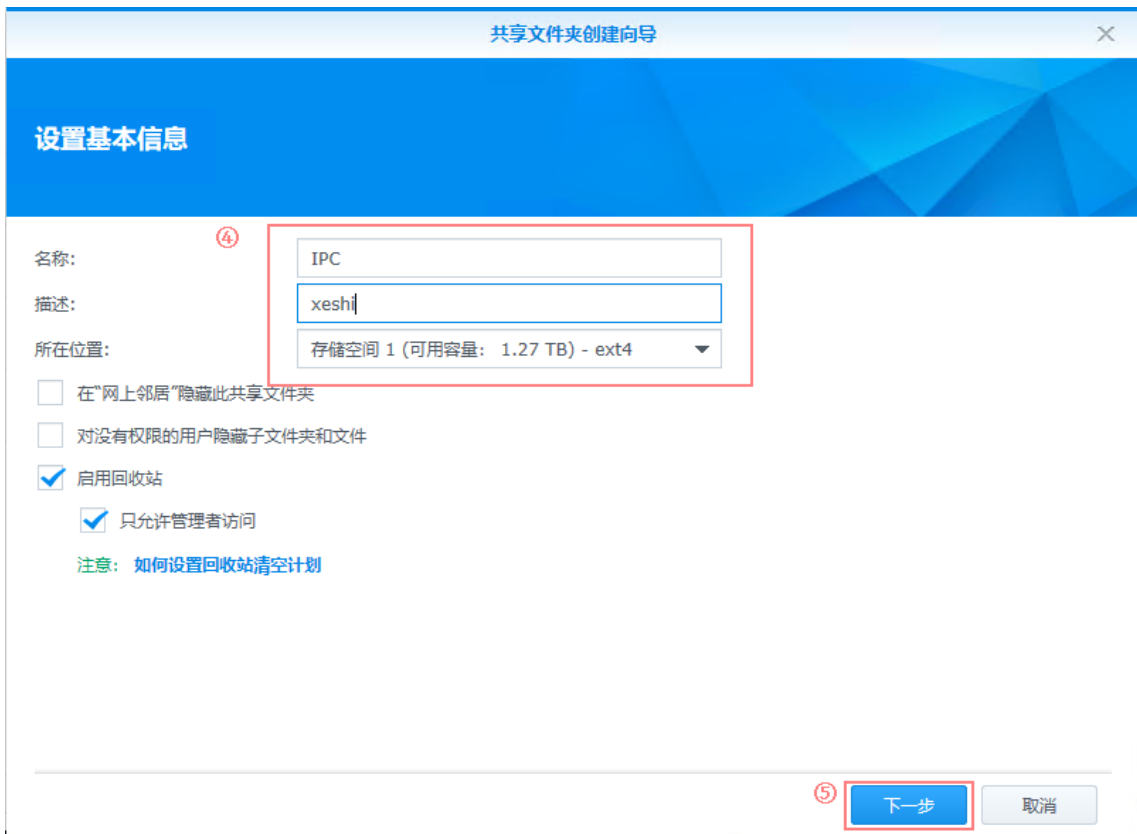 共享文件夹创建向导
设置基本信息
④
名称: IPC
描述: xeshi
所在位置: 存储空间 1 (可用容量: 1.27 TB) - ext4
在“网上邻居”隐藏此共享文件夹
对没有权限的用户隐藏子文件夹和文件
启用回收站
只允许管理者访问
注意: 如何设置回收站清空计划
⑤ 下一步 取消